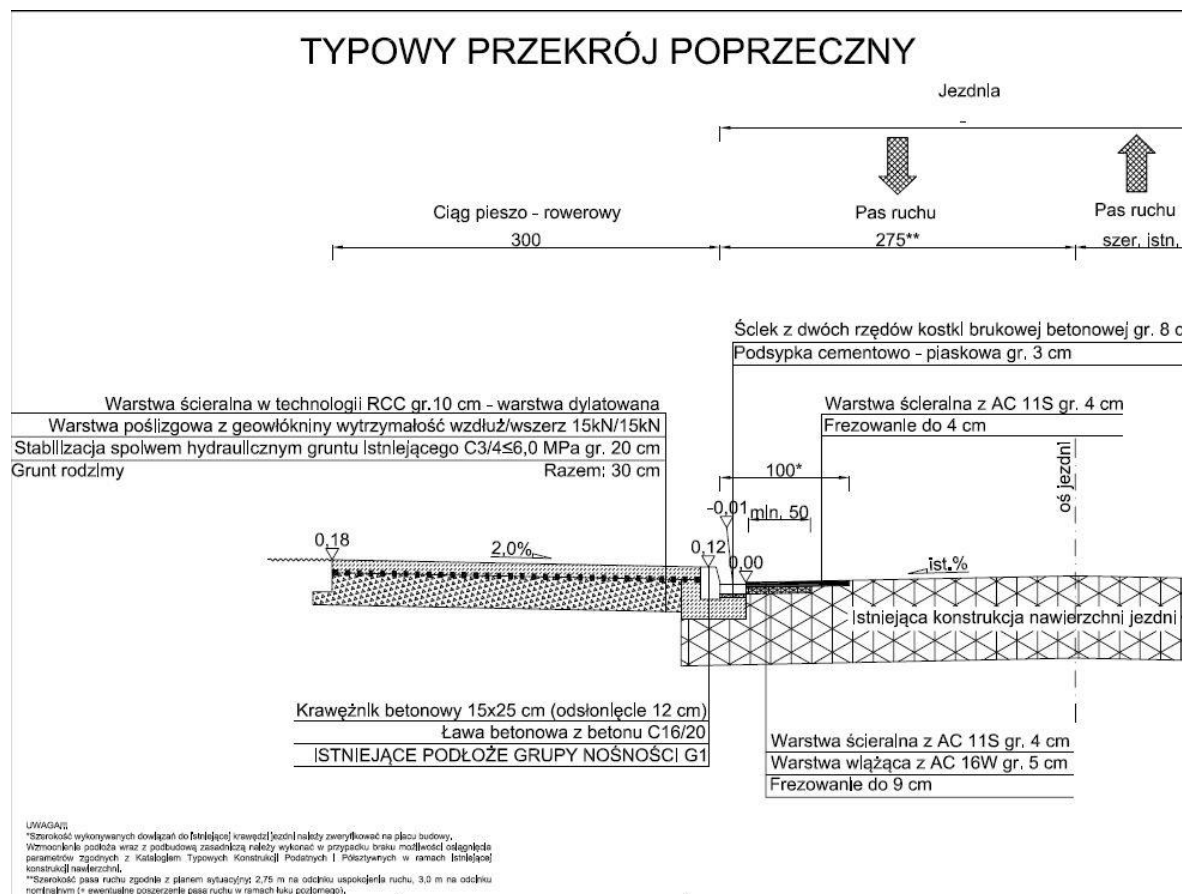 TYPOWY PRZEKRÓJ POPRZECZNY
Jezdnia
-
Ciąg pieszo - rowerowy
Pas ruchu
Pas ruchu
300
275**
szer. istn.
Ściek z dwóch rzędów kostki brukowej betonowej gr. 8 c
Podsypka cementowo - piaskowa gr. 3 cm
Warstwa ścieralna w technologii RCC gr.10 cm - warstwa dylatowana
Warstwa poślizgowa z geowłókniny wytrzymałość wzdłuż/wszerz 15kN/15kN
Stabilizacja spoiwem hydraulicznym gruntu istniejącego C3/4≤6,0 MPa gr. 20 cm
Grunt rodzimy
Razem: 30 cm
Warstwa ścieralna z AC 11S gr. 4 cm
Frezowanie do 4 cm
100*
oś jezdni
-0,01
min. 50
0,18
2,0%
0,12
0,00
ist.%
Istniejąca konstrukcja nawierzchni jezdni
Krawężnik betonowy 15x25 cm (odsłonięcie 12 cm)
Ława betonowa z betonu C16/20
ISTNIEJĄCE PODŁOŻE GRUPY NOŚNOŚCI G1
Warstwa ścieralna z AC 11S gr. 4 cm
Warstwa wiążąca z AC 16W gr. 5 cm
Frezowanie do 9 cm
UWAGA!!!
*Szerokość wykonywanych dowiązań do istniejącej krawędzi jezdni należy zweryfikować na placu budowy.
Wzmocnienie podłoża wraz z podbudową zasadniczą należy wykonać w przypadku braku możliwości osiągnięcia
parametrów zgodnych z Katalogiem Typowych Konstrukcji Podatnych i Półsztywnych w ramach istniejącej
konstrukcji nawierzchni.
**Szerokość pasa ruchu zgodnie z planem sytuacyjny: 2,75 m na odcinku uspokojenia ruchu, 3,0 m na odcinku
nominalnym (+ ewentualne poszerzenie pasa ruchu w ramach łuku poziomego).